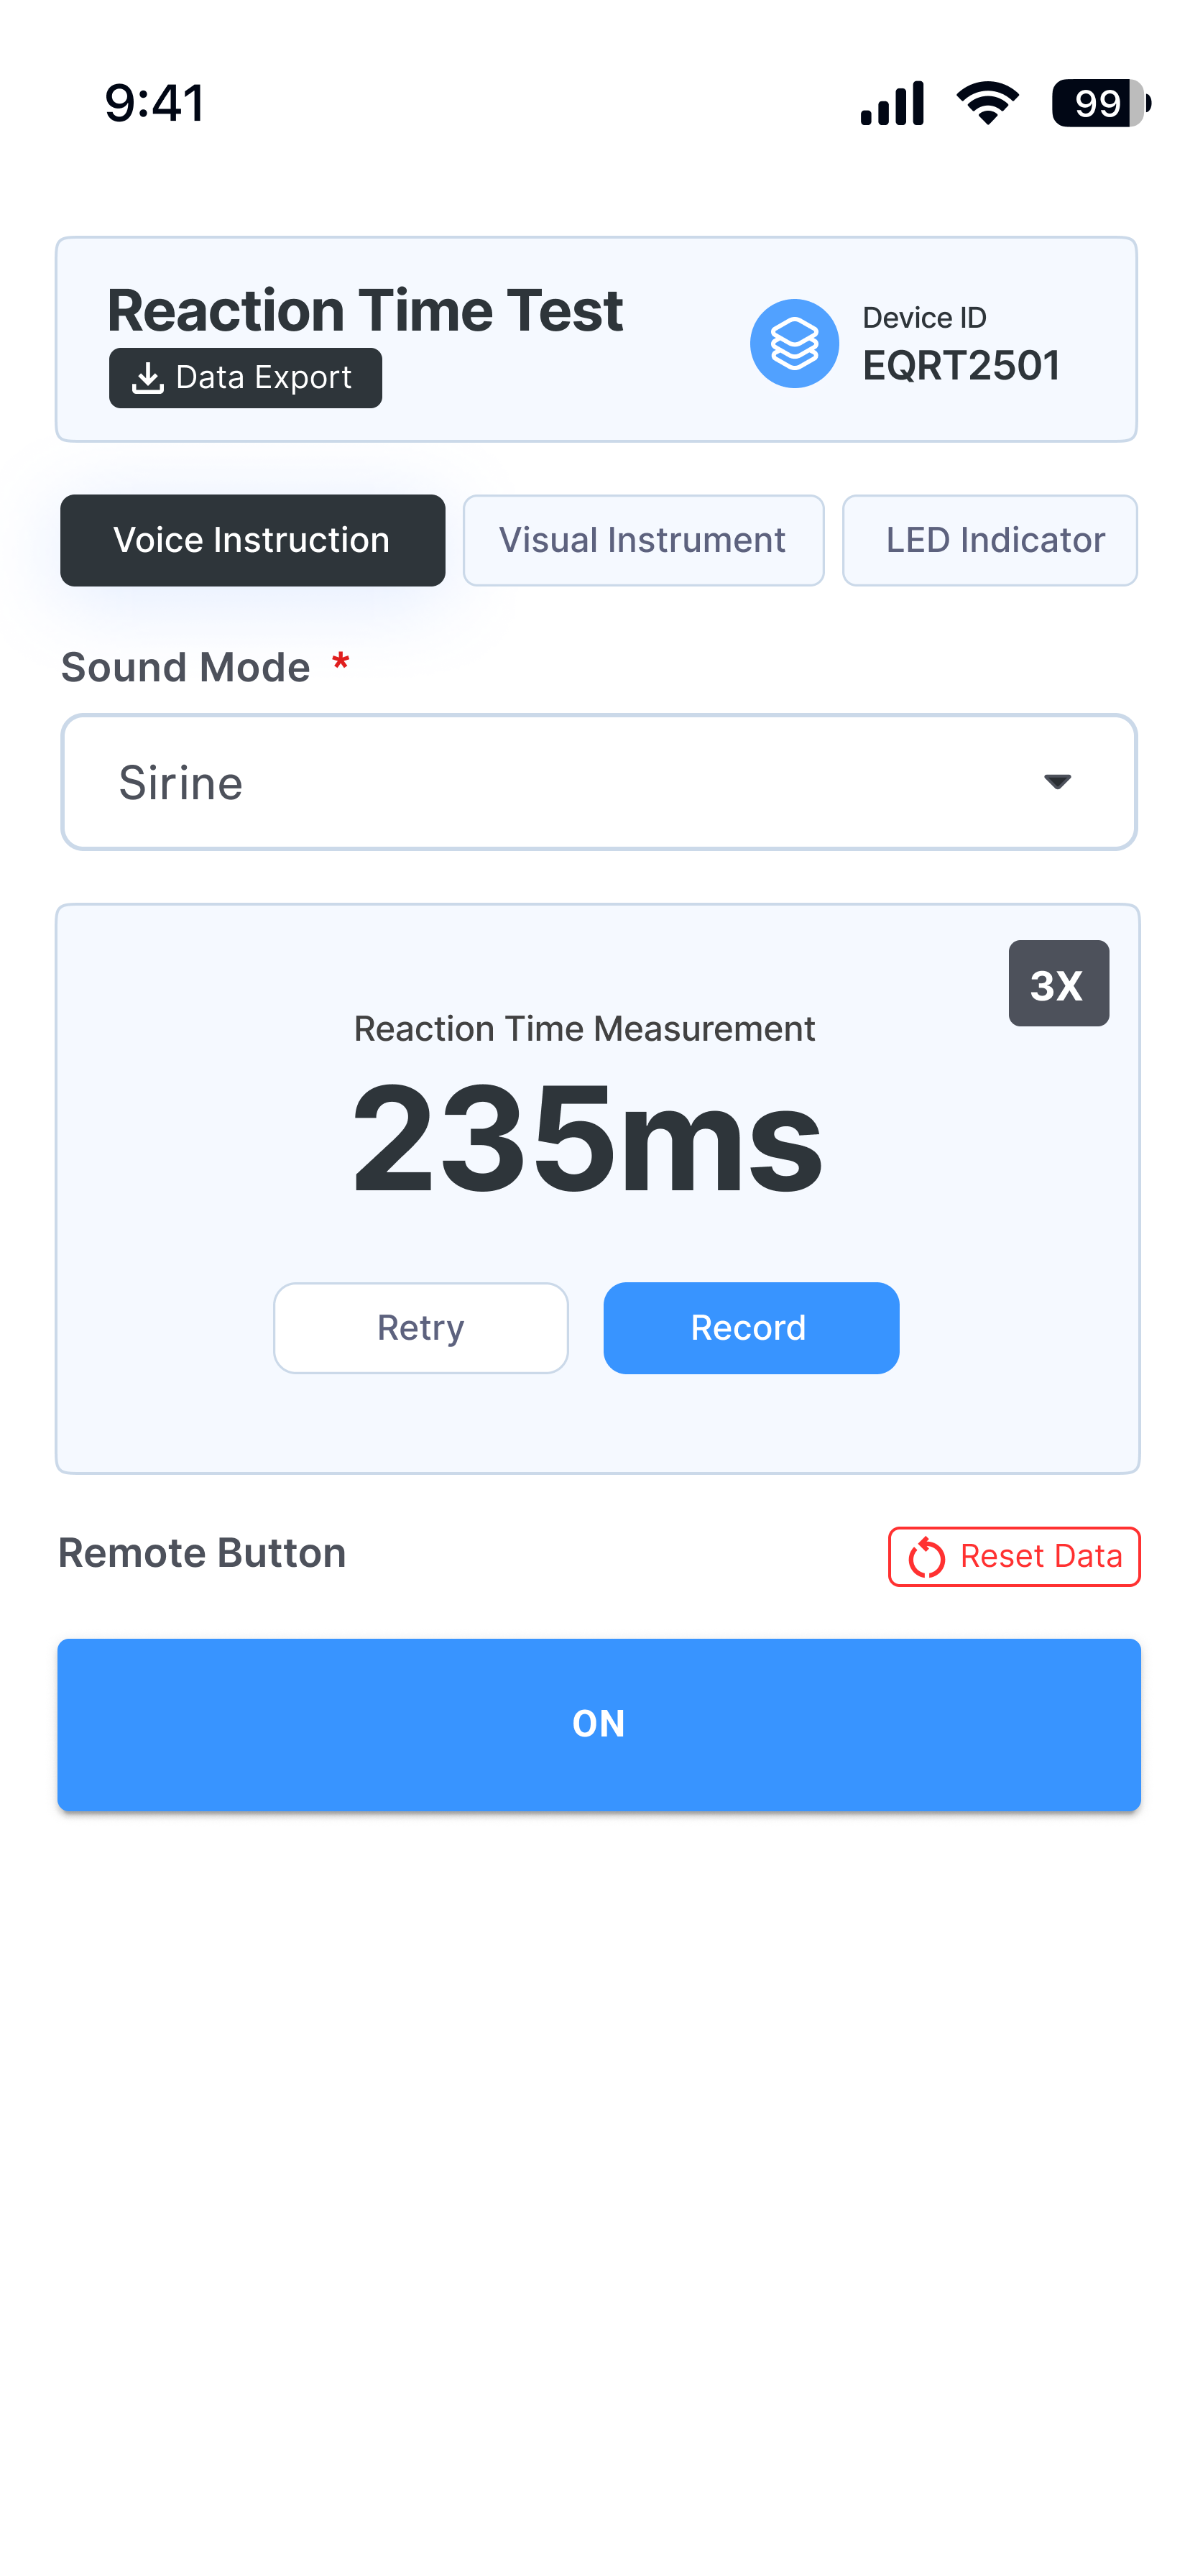 9:41
99
Reaction Time Test
Data Export
Device ID
EQRT2501
Voice Instruction
Visual Instrument
LED Indicator
Sound Mode *
Sirine
3X
Reaction Time Measurement
235ms
Retry
Record
Remote Button
Reset Data
ON